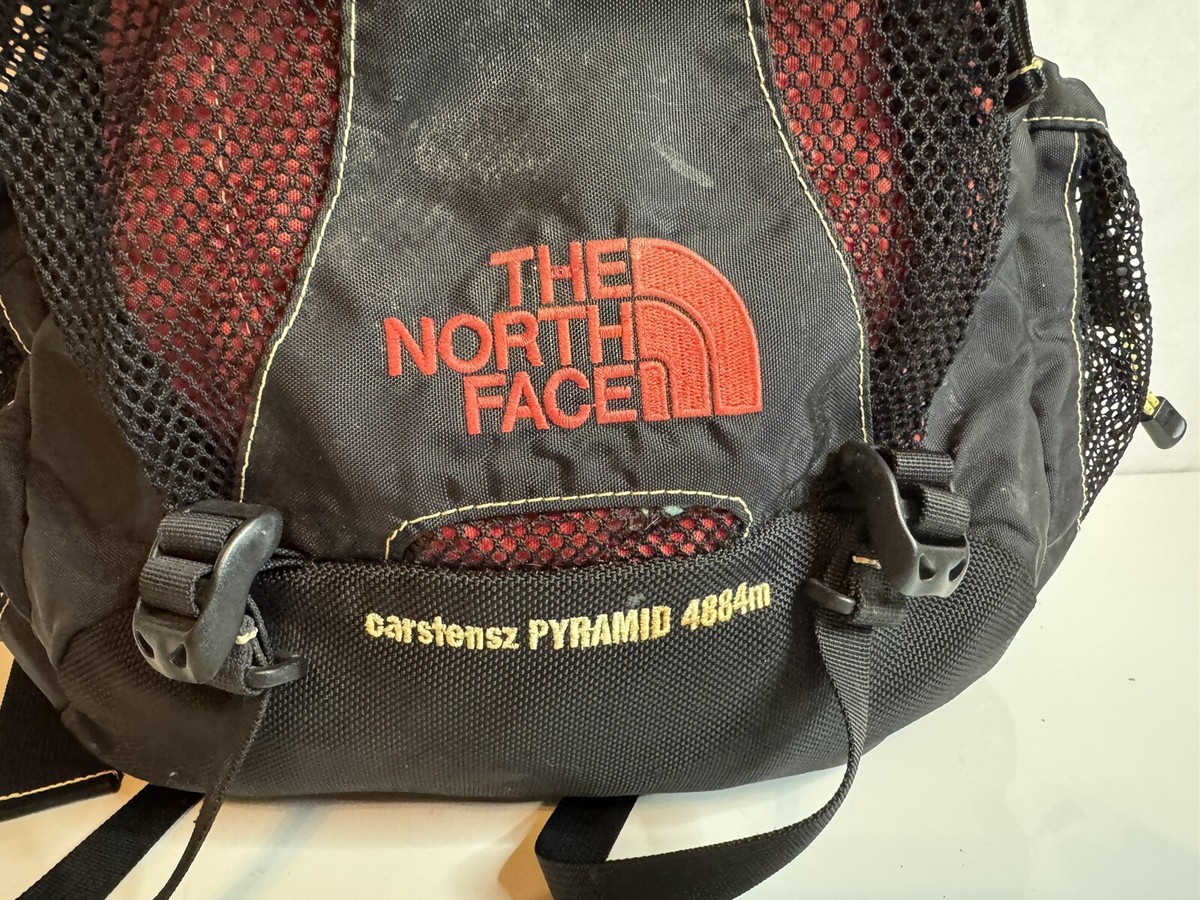 THE
NORTH
FACE
carstensz PYRAMID 4884m